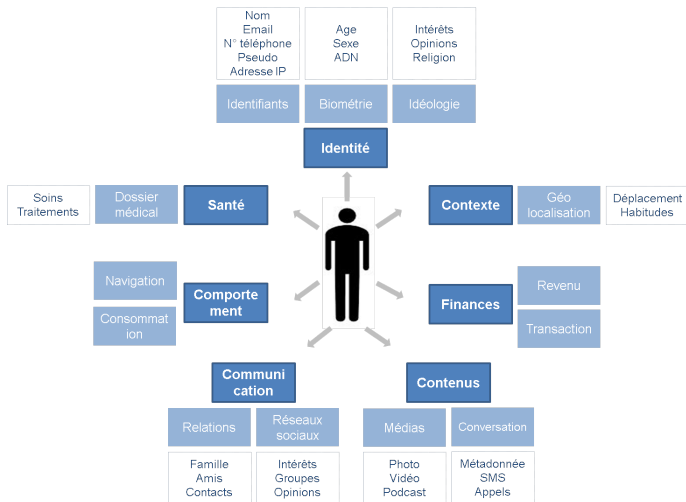 Nom
Email
N° téléphone
Pseudo
Adresse IP
Age
Sexe
ADN
Intérêts
Opinions
Religion
Identifiants
Biométrie
Idéologie
Identité
Soins
Traitements
Dossier
médical
Santé
Contexte
Géo
localisation
Déplacement
Habitudes
Navigation
Consommat
ion
Comporte
ment
Finances
Revenu
Transaction
Communi
cation
Contenus
Relations
Réseaux
sociaux
Médias
Conversation
Famille
Amis
Contacts
Intérêts
Groupes
Opinions
Photo
Vidéo
Podcast
Métadonnée
SMS
Appels